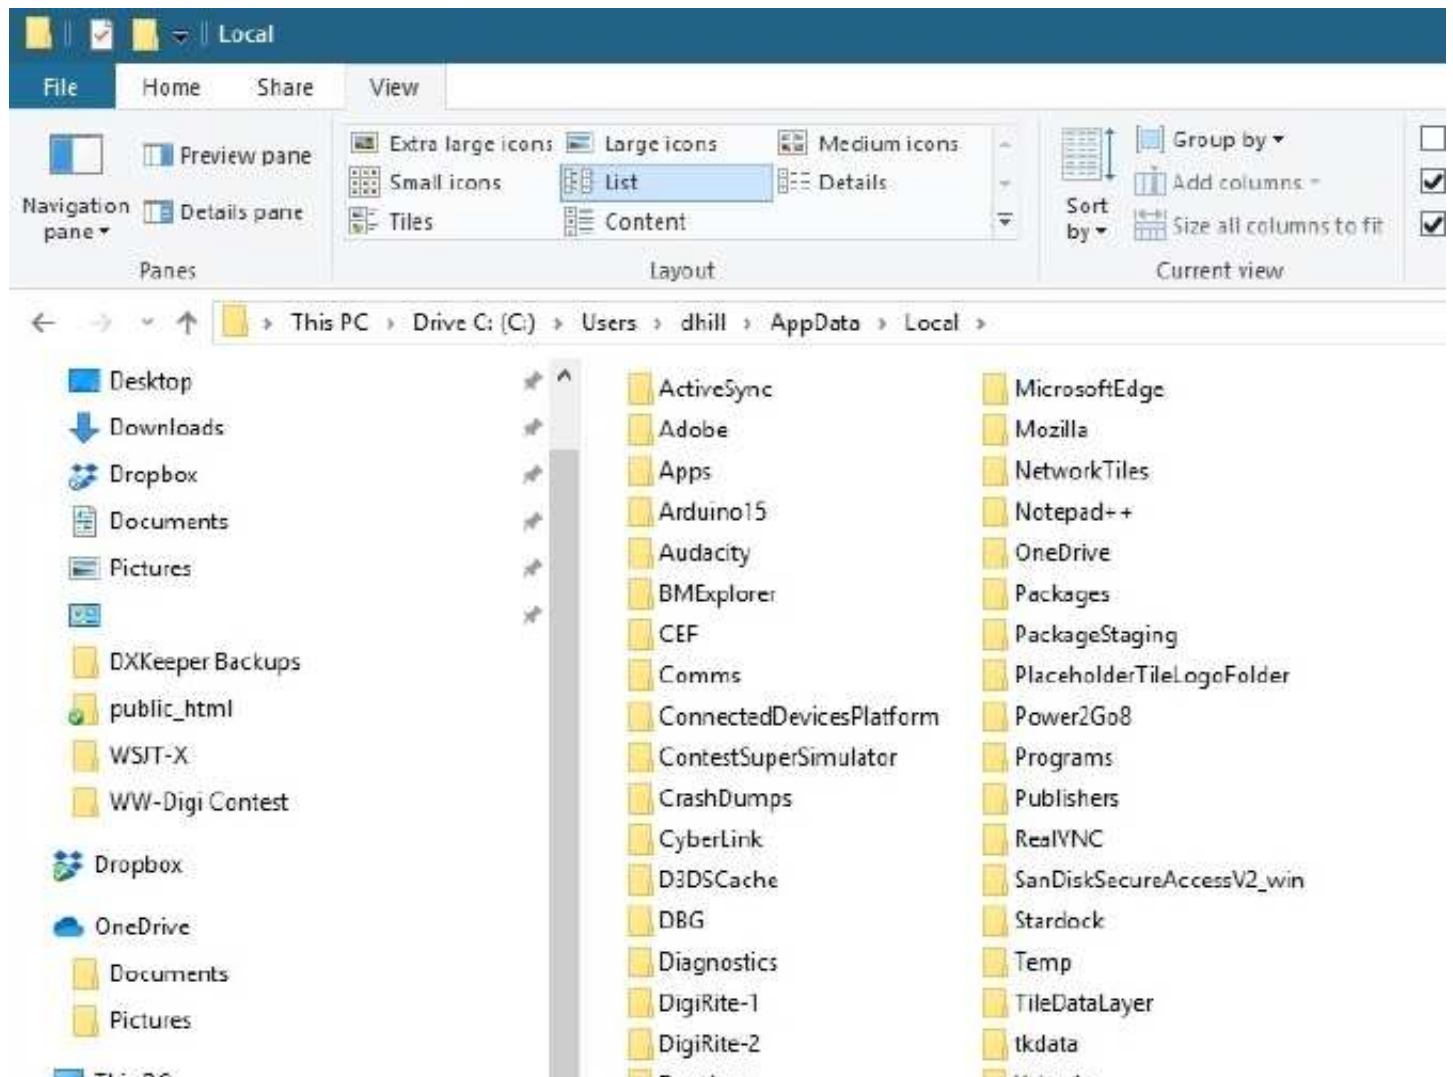 Local
File Home Share View
Extra large icons Large icons Medium icons
Preview pane
Small icons List Details
Navigation pane
Details pane
Tiles Content
Sort by
Group by
Add columns
Size all columns to fit
Panes Layout Current view
This PC > Drive C: (C:) > Users > dhill > AppData > Local >
Desktop
Downloads
Dropbox
Documents
Pictures
DXKeeper Backups
public_html
WSJT-X
WW-Digi Contest
Dropbox
OneDrive
Documents
Pictures
ActiveSync
Adobe
Apps
Arduino15
Audacity
BMExplorer
CEF
Comms
ConnectedDevicesPlatform
ContestSuperSimulator
CrashDumps
CyberLink
D3DSCache
DBG
Diagnostics
DigiRite-1
DigiRite-2
MicrosoftEdge
Mozilla
NetworkTiles
Notepad++
OneDrive
Packages
PackageStaging
PlaceholderTileLogoFolder
Power2Go8
Programs
Publishers
RealVNC
SanDiskSecureAccessV2_win
Stardock
Temp
TileDataLayer
tkdata